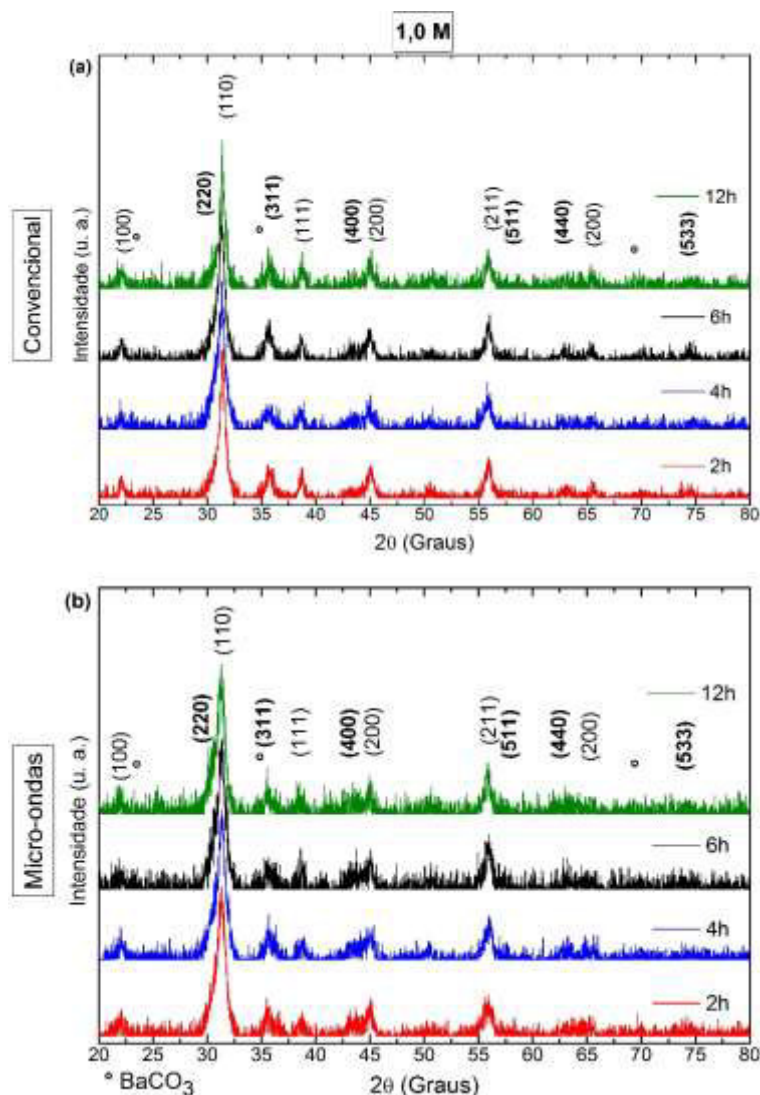 1,0 M
(a)
Convencional
Intensidade (u. a.)
(100)
(220)
(110)
(311)
(111)
(400)
(200)
(211)
(511)
(440)
(200)
(533)
12h
6h
4h
2h
20 25 30 35 40 45 50 55 60 65 70 75 80
2θ (Graus)
(b)
Micro-ondas
Intensidade (u. a.)
(100)
(220)
(110)
(311)
(111)
(400)
(200)
(211)
(511)
(440)
(200)
(533)
12h
6h
4h
2h
20 25 30 35 40 45 50 55 60 65 70 75 80
° BaCO3
2θ (Graus)